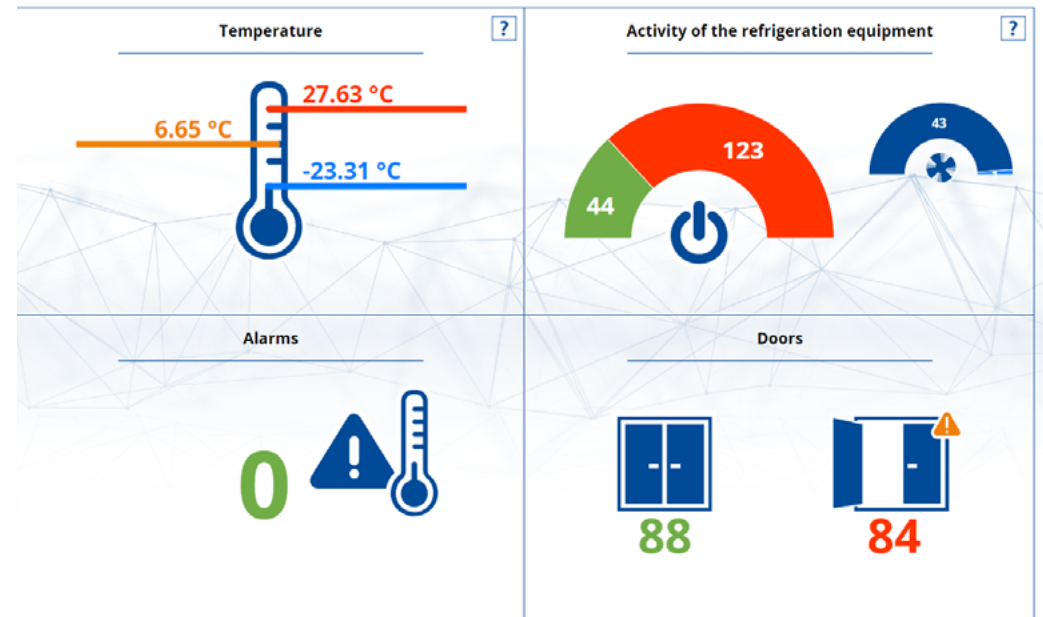 Temperature
?
27.63 °C
6.65 °C
-23.31 °C
Activity of the refrigeration equipment
?
123
44
43
Alarms
0
Doors
88
84